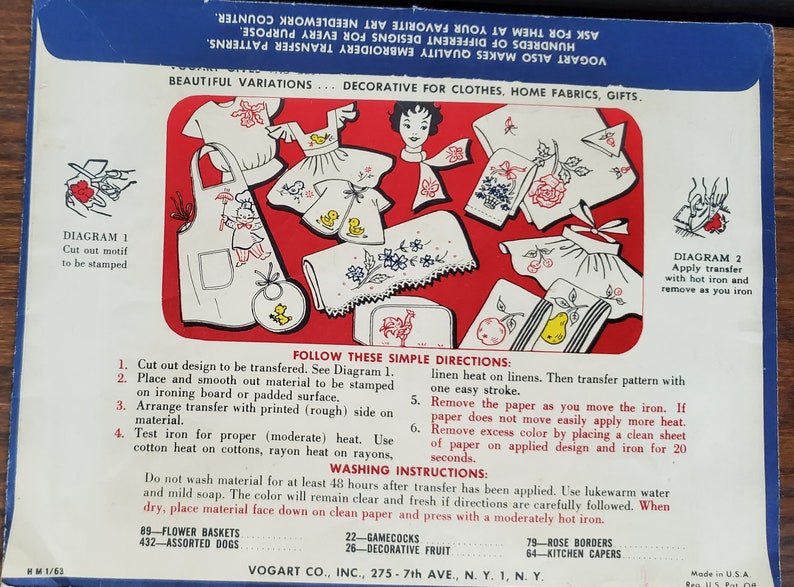 VOGART ALSO MAKES QUALITY EMBROIDERY TRANSFER PATTERNS.
HUNDREDS OF DIFFERENT DESIGNS FOR EVERY PURPOSE.
ASK FOR THEM AT YOUR FAVORITE ART NEEDLEWORK COUNTER.
BEAUTIFUL VARIATIONS ... DECORATIVE FOR CLOTHES, HOME FABRICS, GIFTS.
DIAGRAM 1
Cut out motif
to be stamped
DIAGRAM 2
Apply transfer
with hot iron and
remove as you iron
FOLLOW THESE SIMPLE DIRECTIONS:
1. Cut out design to be transfered. See Diagram 1.
2. Place and smooth out material to be stamped
on ironing board or padded surface.
3. Arrange transfer with printed (rough) side on
material.
4. Test iron for proper (moderate) heat. Use
cotton heat on cottons, rayon heat on rayons,
linen heat on linens. Then transfer pattern with
one easy stroke.
5. Remove the paper as you move the iron. If
paper does not move easily apply more heat.
6. Remove excess color by placing a clean sheet
of paper on applied design and iron for 20
seconds.
WASHING INSTRUCTIONS:
Do not wash material for at least 48 hours after transfer has been applied. Use lukewarm water
and mild soap. The color will remain clear and fresh if directions are carefully followed. When
dry, place material face down on clean paper and press with a moderately hot iron.
89—FLOWER BASKETS
432—ASSORTED DOGS
22—GAMECOCKS
26—DECORATIVE FRUIT
79—ROSE BORDERS
64—KITCHEN CAPERS
H M 1/63
VOGART CO., INC., 275 - 7th AVE., N. Y. 1, N. Y.
Made in U.S.A.
Reg. U.S. Pat. Off.